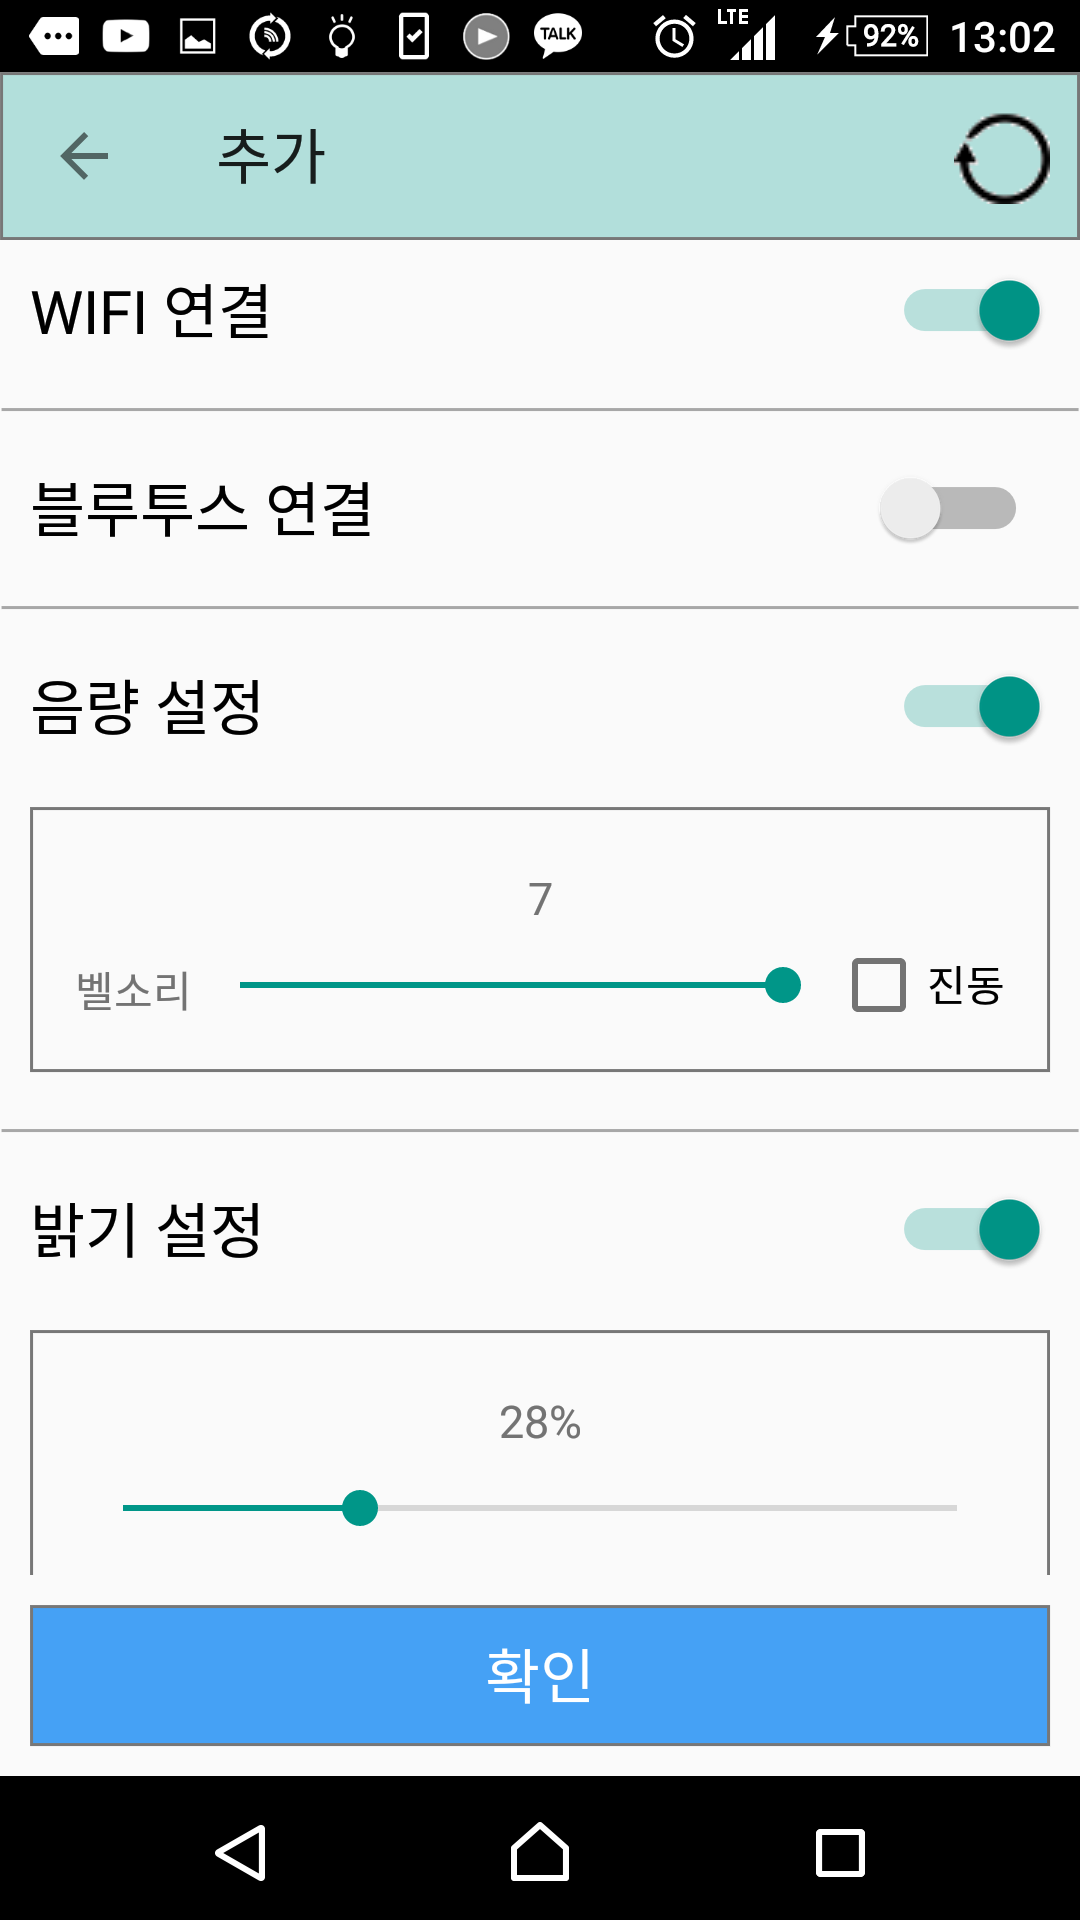 TALK LTE 92% 13:02
추가
WIFI 연결
블루투스 연결
음량 설정
7
벨소리 진동
밝기 설정
28%
확인